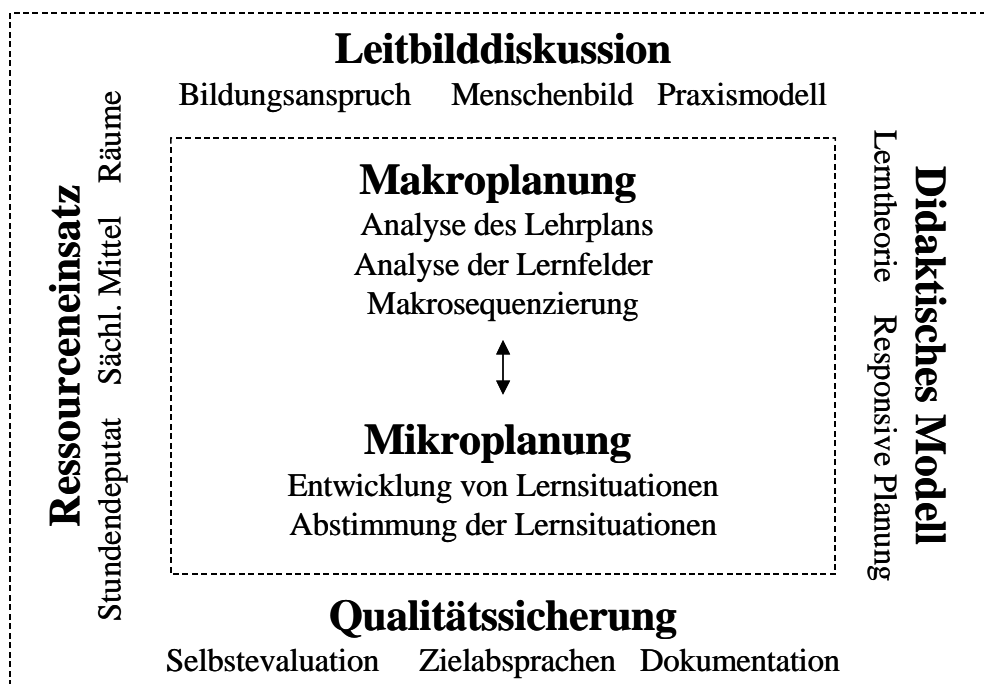 Leitbilddiskussion
Bildungsanspruch Menschenbild Praxismodell
Ressourceneinsatz
Stundendeputat Sächl. Mittel Räume
Makroplanung
Analyse des Lehrplans
Analyse der Lernfelder
Makrosequenzierung
Mikroplanung
Entwicklung von Lernsituationen
Abstimmung der Lernsituationen
Didaktisches Modell
Lerntheorie Responsive Planung
Qualitätssicherung
Selbstevaluation Zielabsprachen Dokumentation